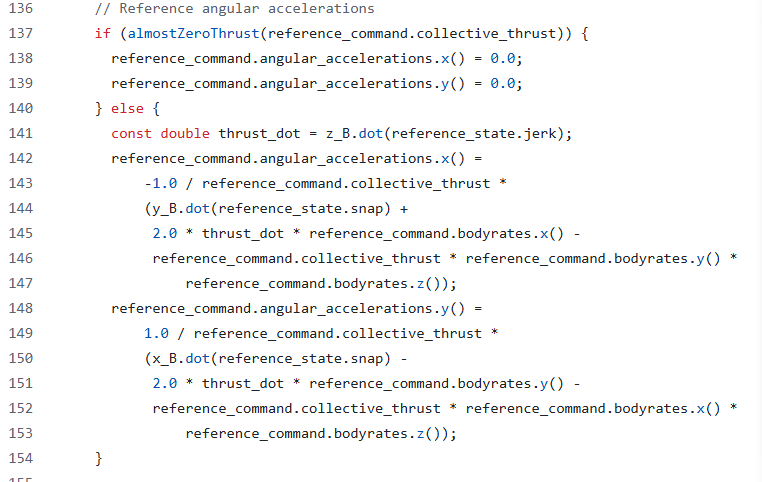 136 // Reference angular accelerations
137 if (almostZeroThrust(reference_command.collective_thrust)) {
138 reference_command.angular_accelerations.x() = 0.0;
139 reference_command.angular_accelerations.y() = 0.0;
140 } else {
141 const double thrust_dot = z_B.dot(reference_state.jerk);
142 reference_command.angular_accelerations.x() =
143 -1.0 / reference_command.collective_thrust *
144 (y_B.dot(reference_state.snap) +
145 2.0 * thrust_dot * reference_command.bodyrates.x() -
146 reference_command.collective_thrust * reference_command.bodyrates.y() *
147 reference_command.bodyrates.z());
148 reference_command.angular_accelerations.y() =
149 1.0 / reference_command.collective_thrust *
150 (x_B.dot(reference_state.snap) -
151 2.0 * thrust_dot * reference_command.bodyrates.y() -
152 reference_command.collective_thrust * reference_command.bodyrates.x() *
153 reference_command.bodyrates.z());
154 }